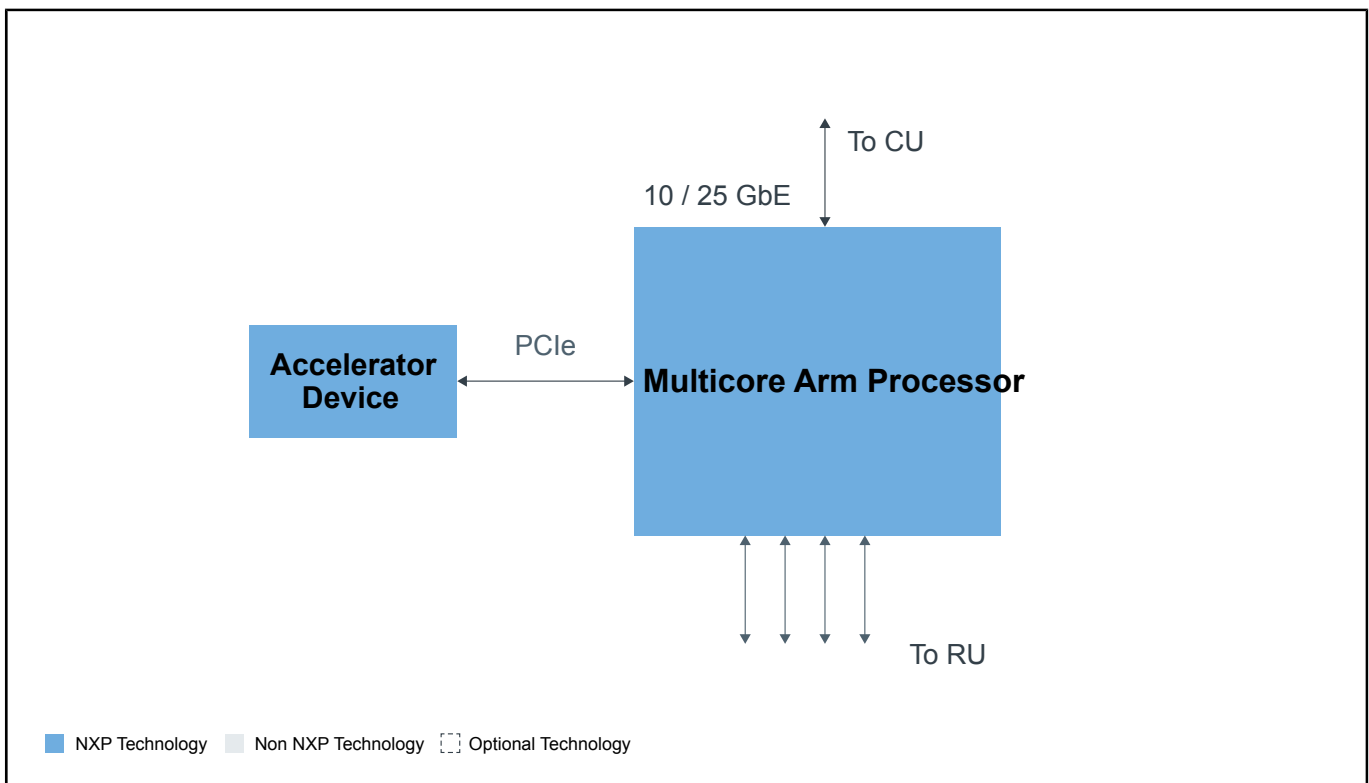 To CU
10 / 25 GbE
PCIe
Accelerator
Device
Multicore Arm Processor
To RU
NXP Technology
Non NXP Technology
Optional Technology